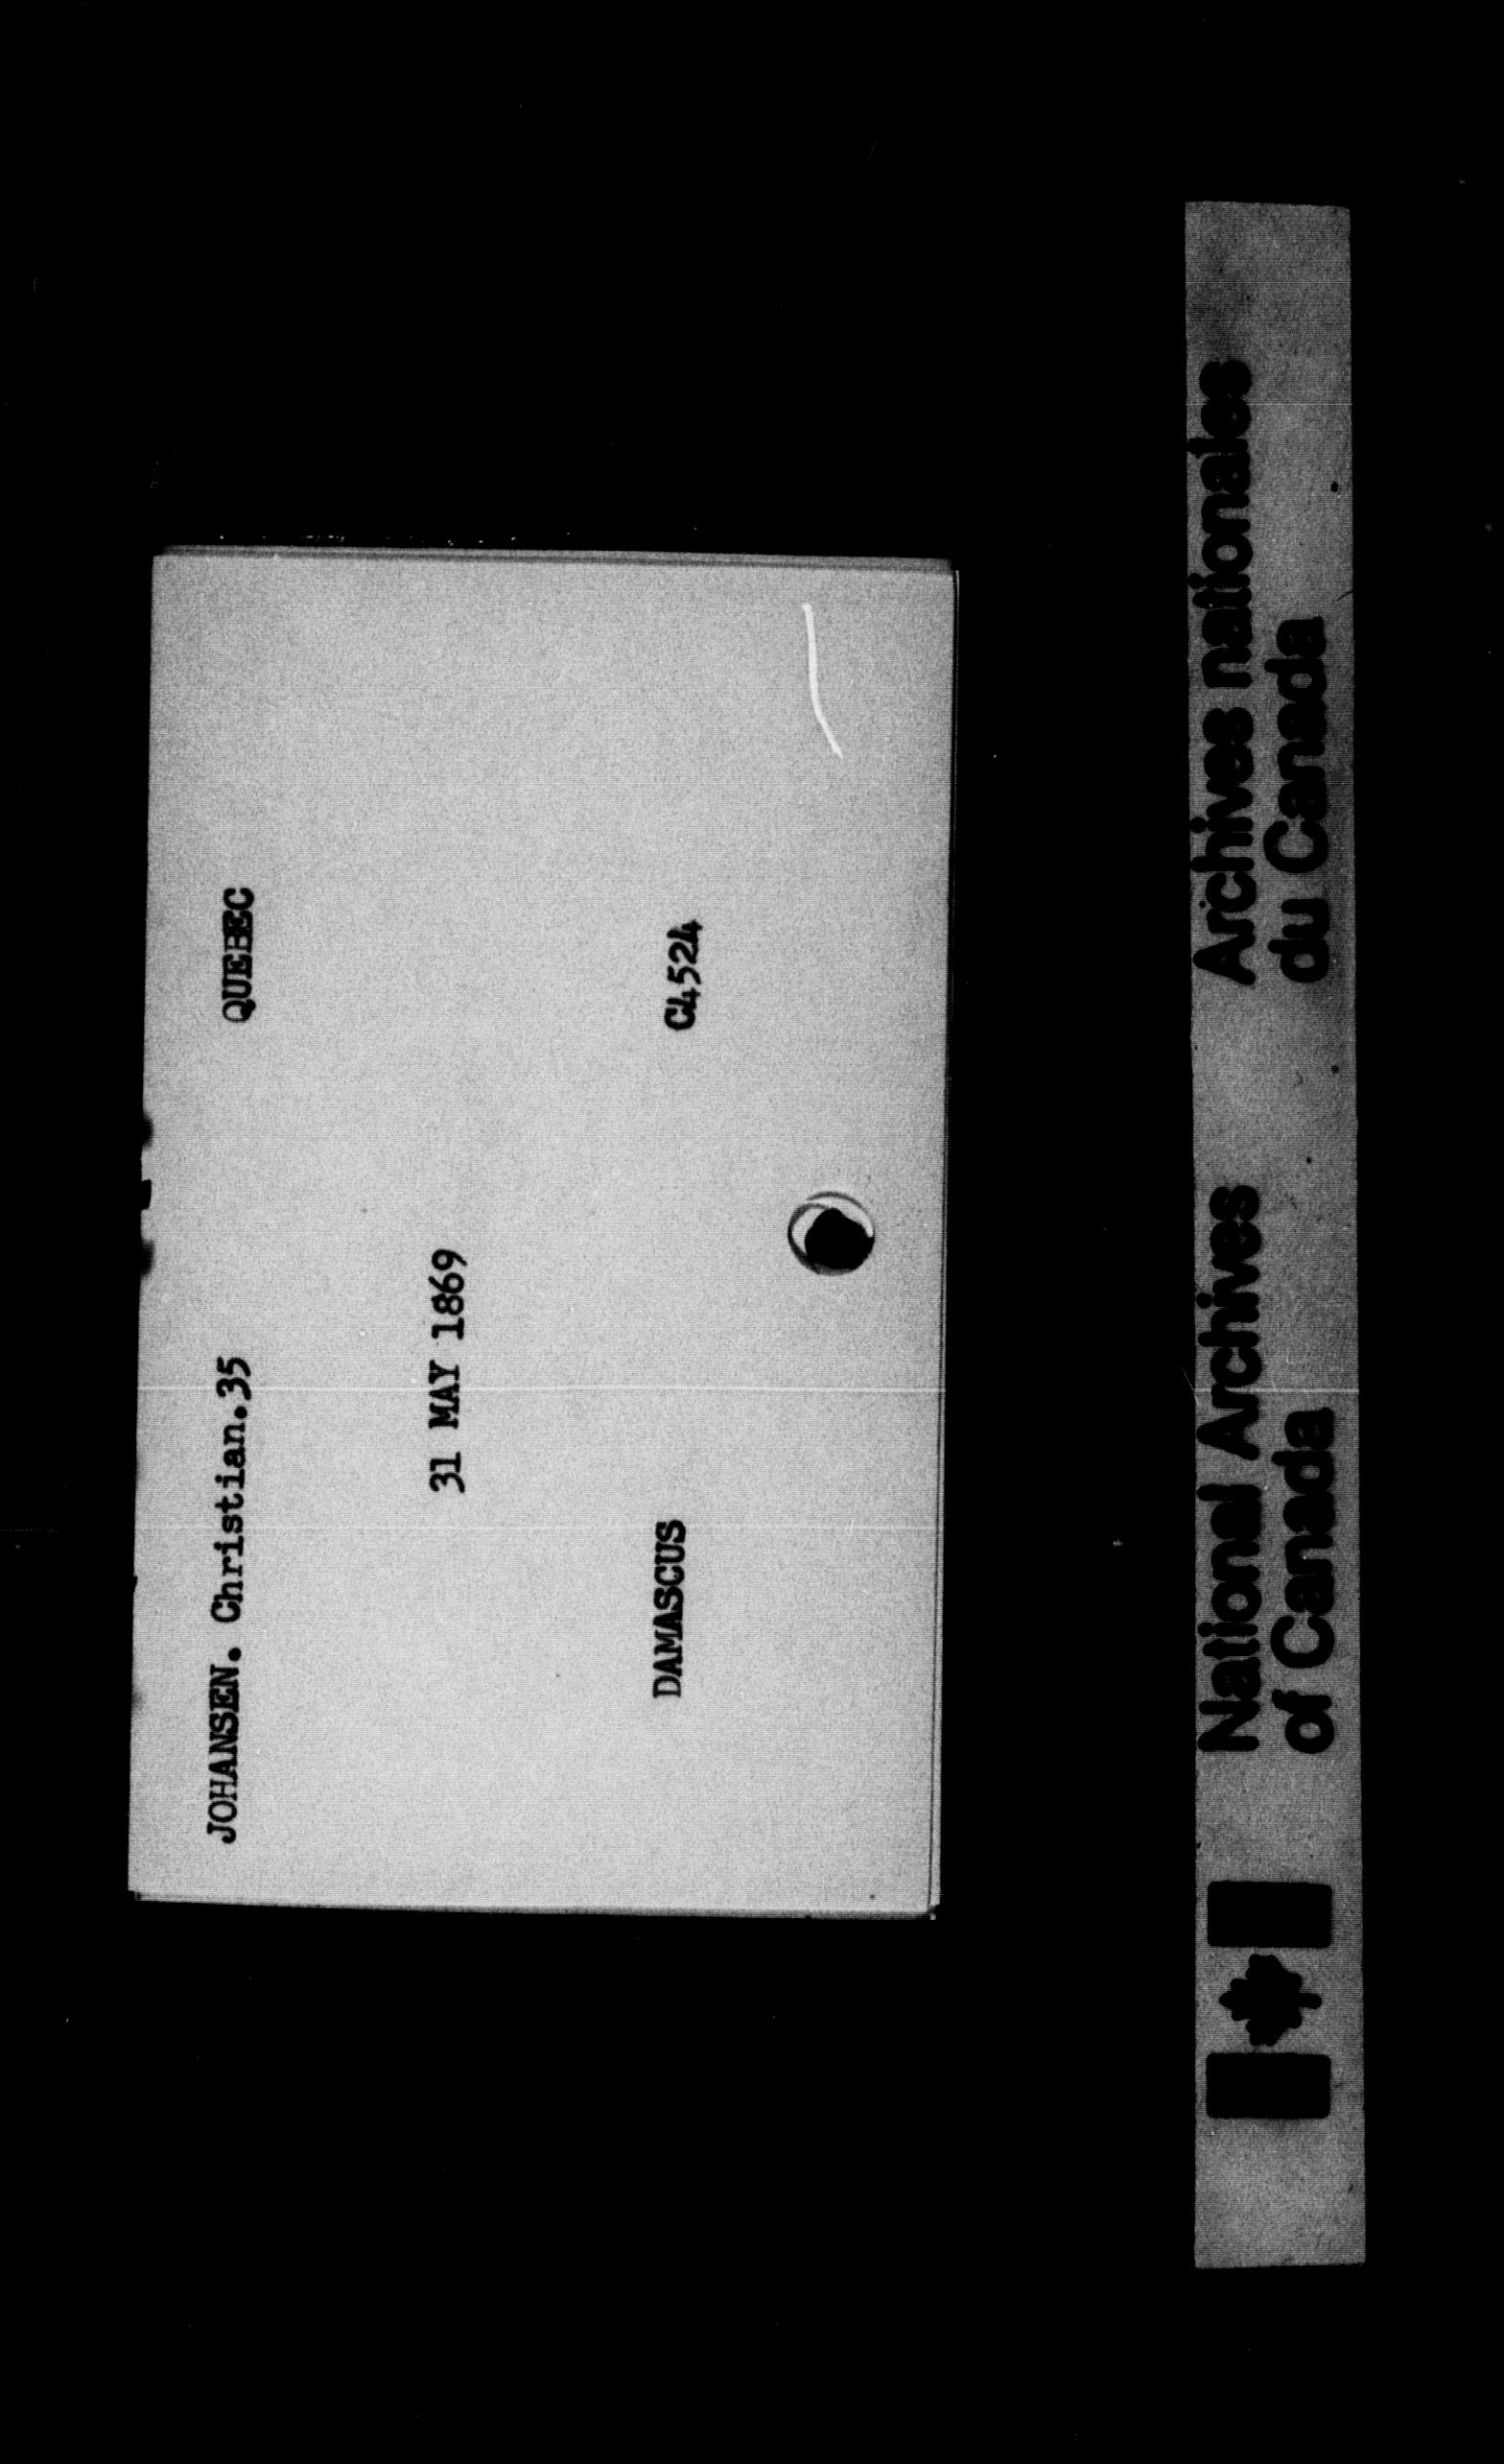 JOHANSEN. Christian.35 QUEBEC
31 MAY 1869
DAMASCUS C4524
National Archives
of Canada
Archives nationales
du Canada